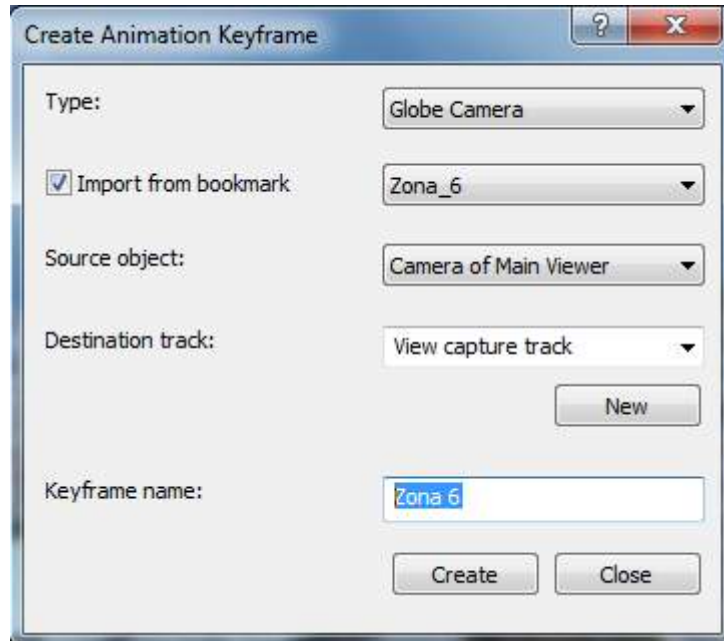 Create Animation Keyframe
Type:
Globe Camera
Import from bookmark
Zona_6
Source object:
Camera of Main Viewer
Destination track:
View capture track
New
Keyframe name:
Zona 6
Create
Close